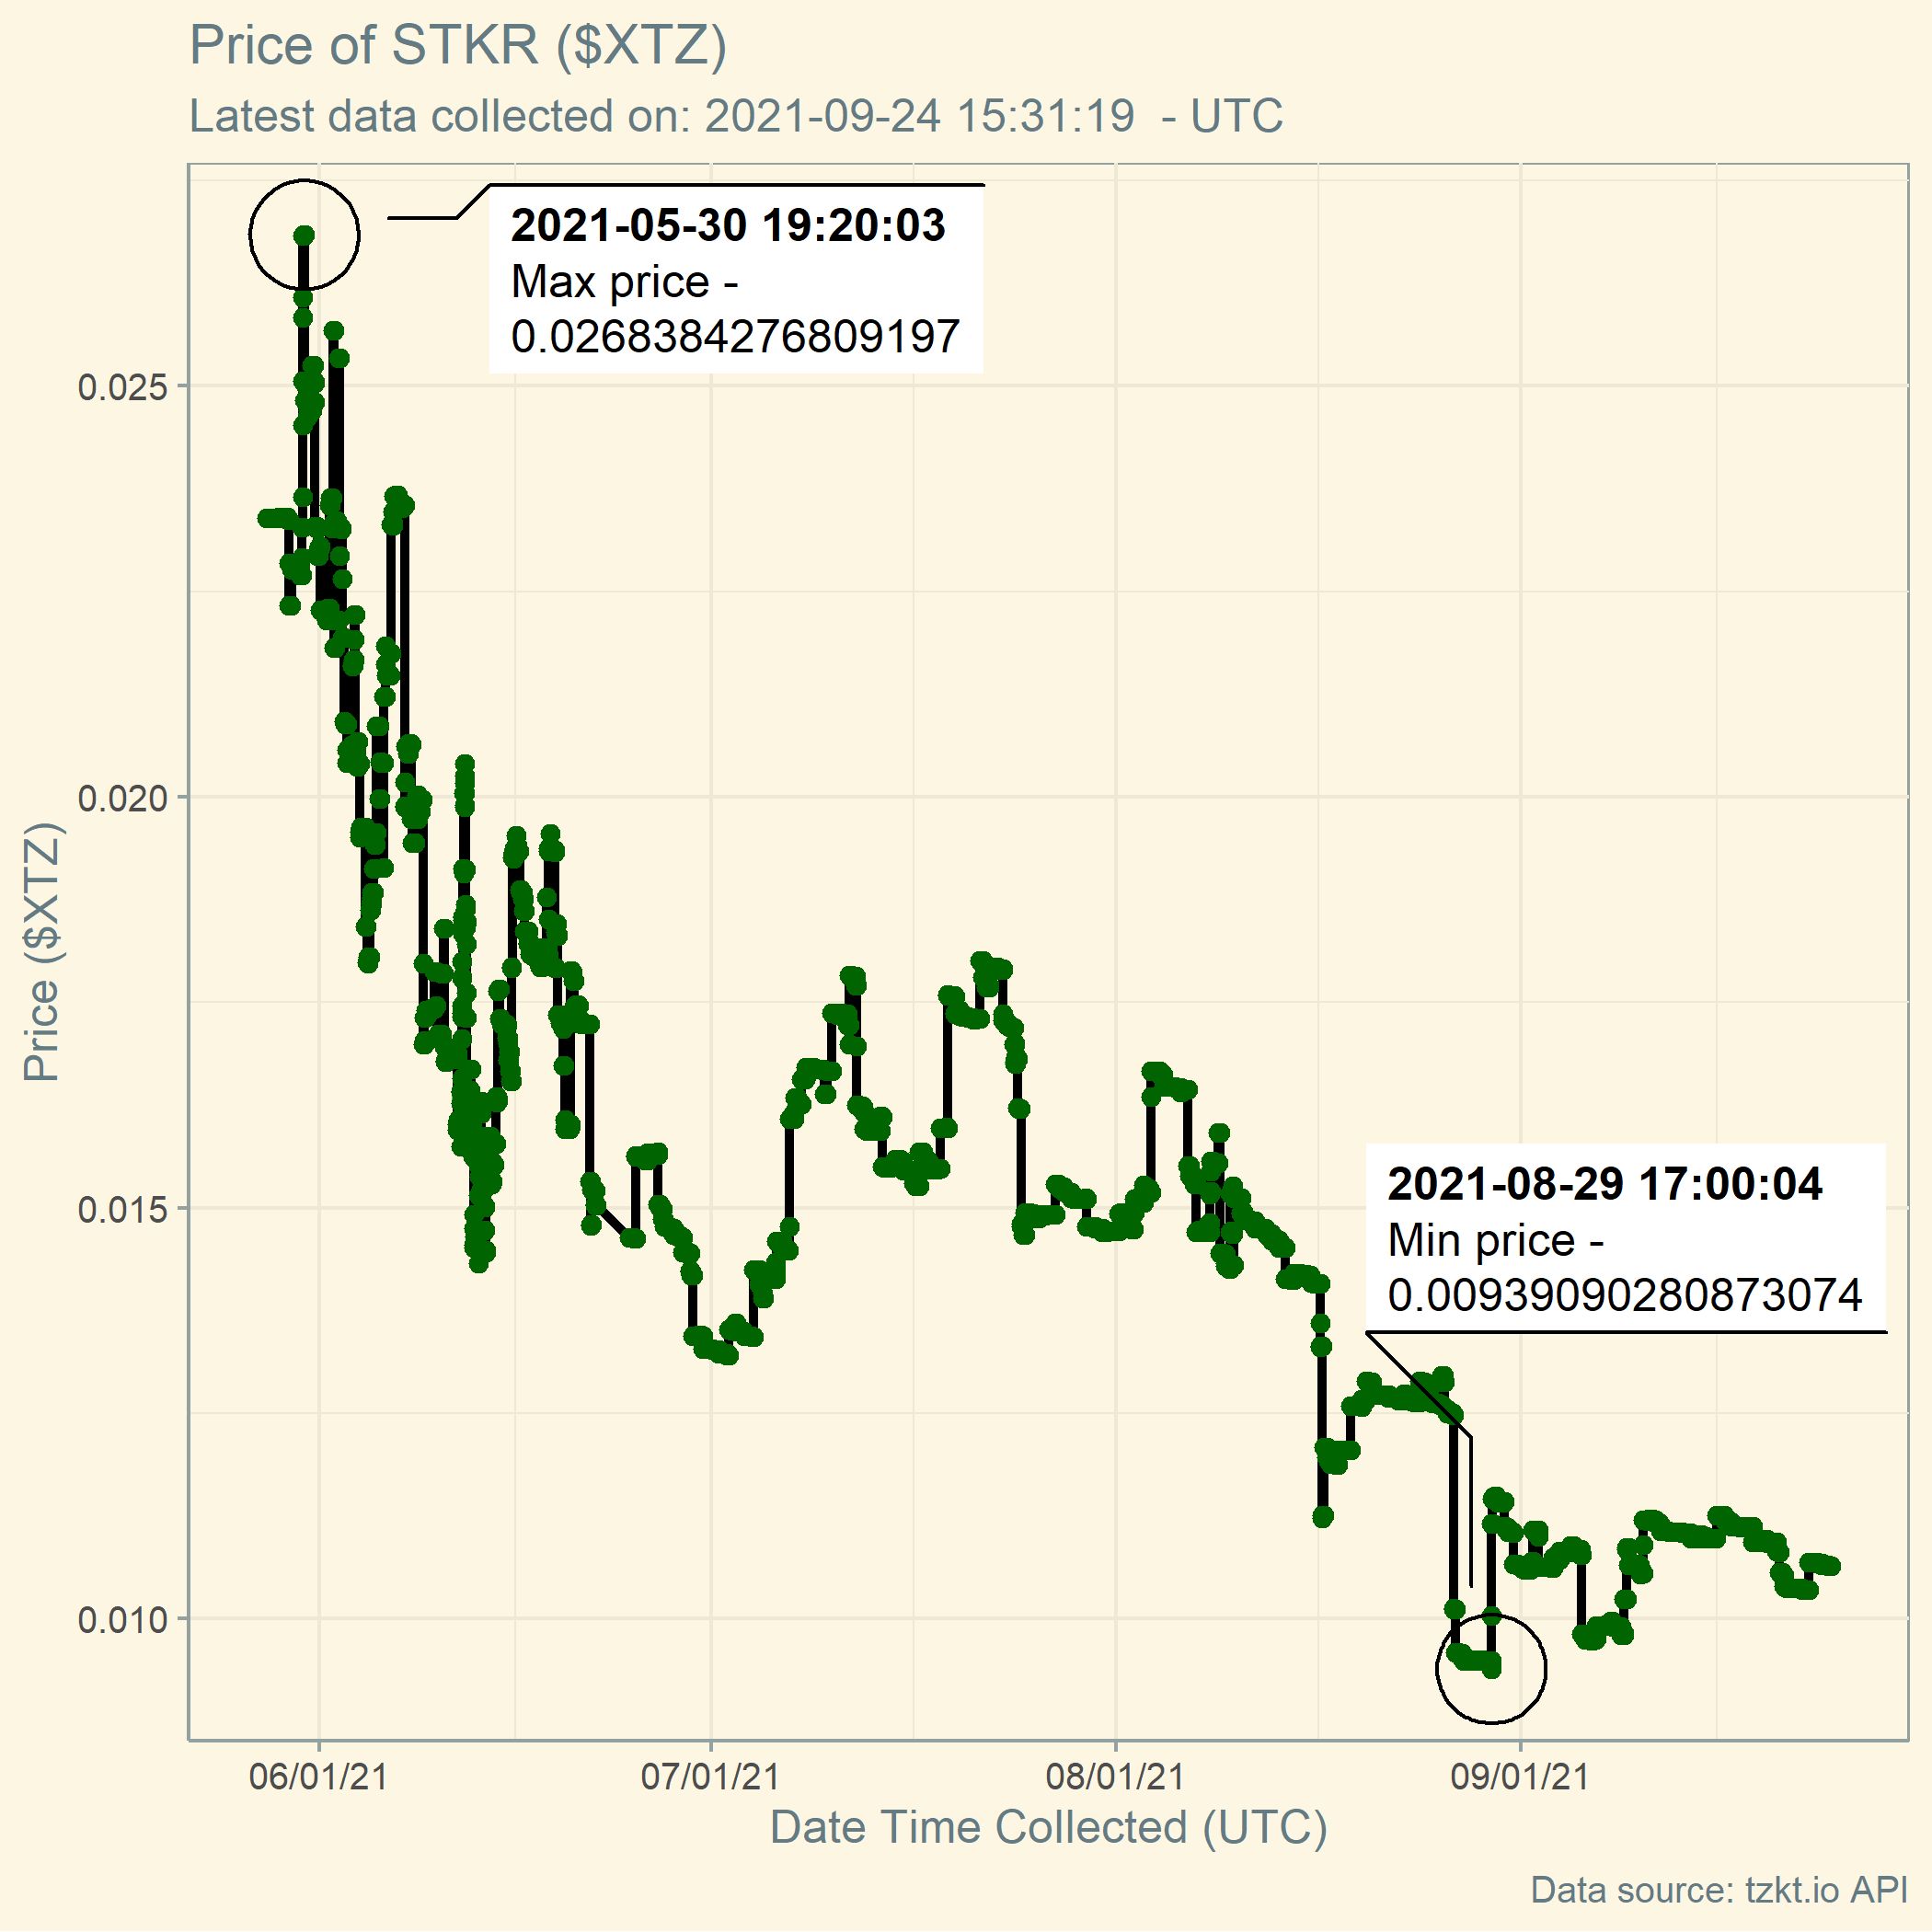 Price of STKR ($XTZ)
Latest data collected on: 2021-09-24 15:31:19  - UTC
2021-05-30 19:20:03
Max price -
0.0268384276809197
0.025
0.020
0.015
0.010
Price ($XTZ)
2021-08-29 17:00:04
Min price -
0.00939090280873074
06/01/21
07/01/21
08/01/21
09/01/21
Date Time Collected (UTC)
Data source: tzkt.io API